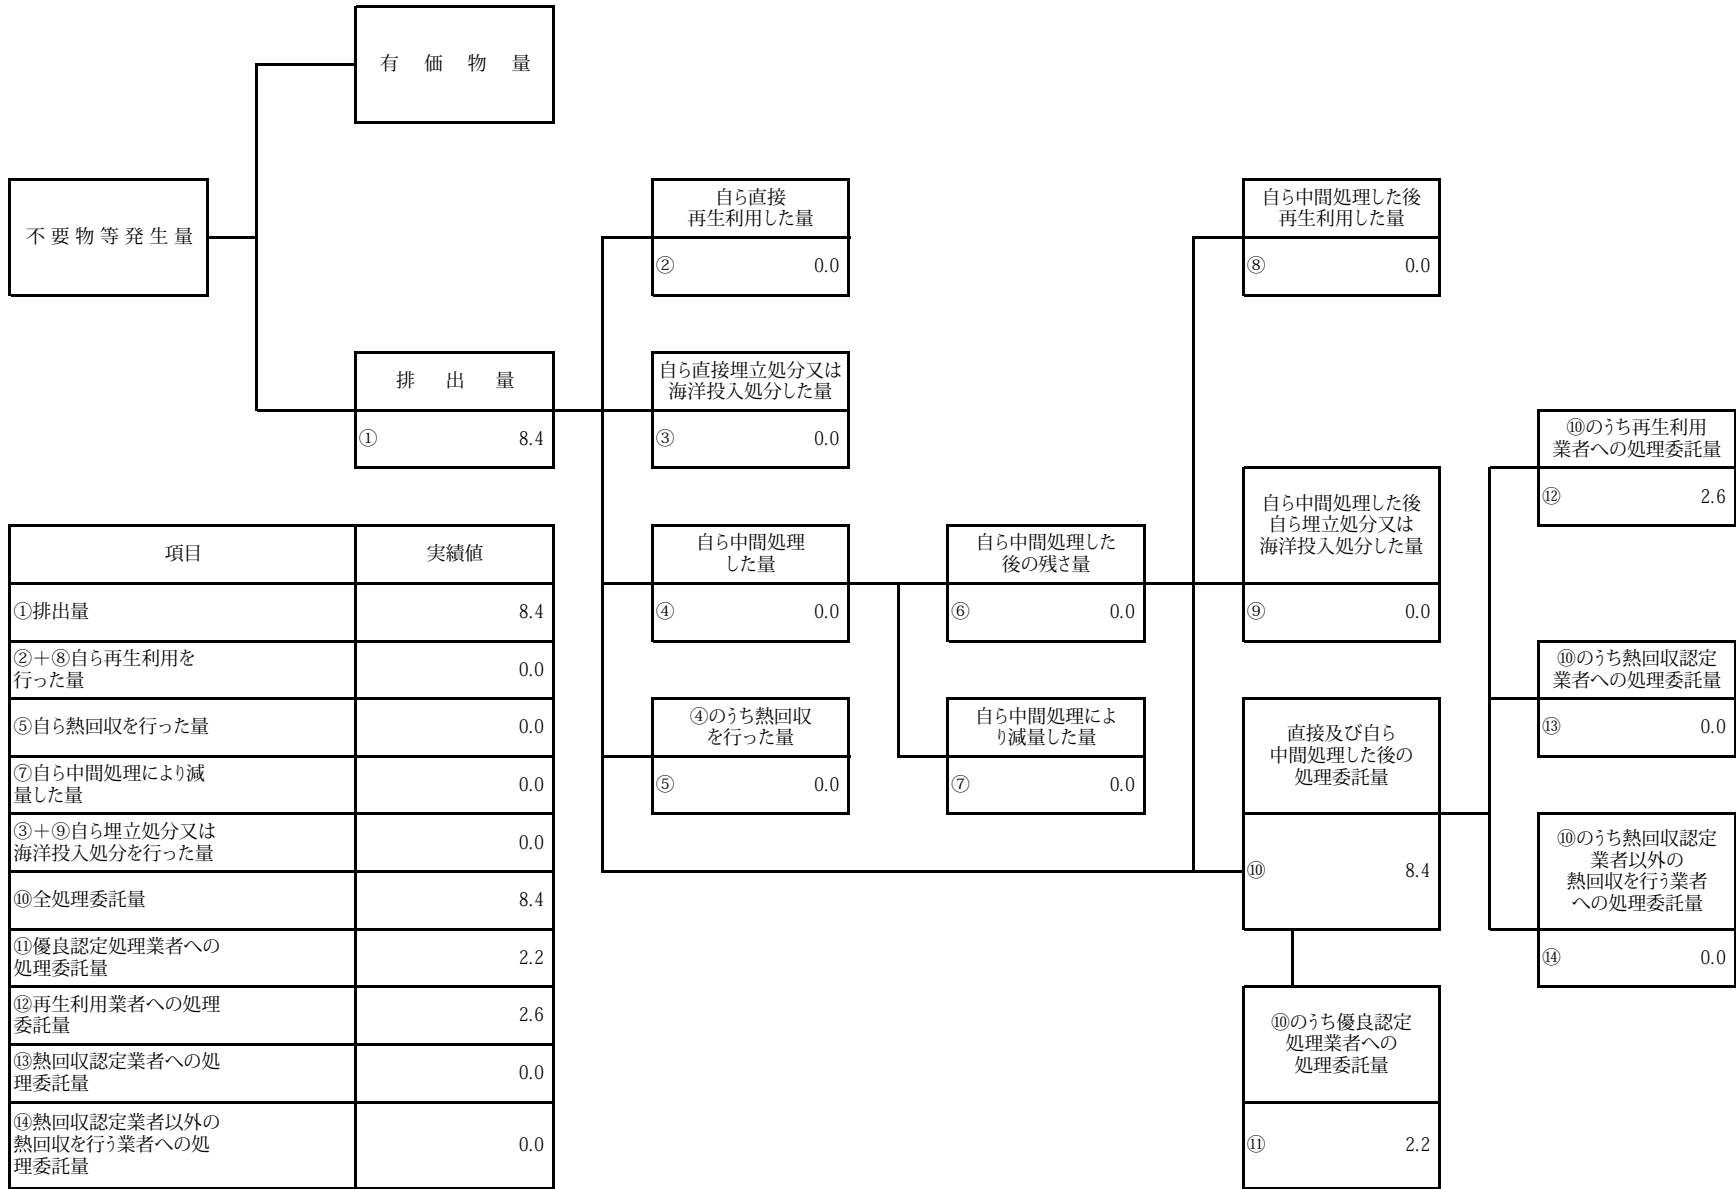 有価物量
不要物等発生量
排出量
① 8.4
自ら直接
再生利用した量
② 0.0
自ら直接埋立処分又は
海洋投入処分した量
③ 0.0
自ら中間処理
した量
④ 0.0
④のうち熱回収
を行った量
⑤ 0.0
自ら中間処理した
後の残さ量
⑥ 0.0
自ら中間処理によ
り減量した量
⑦ 0.0
自ら中間処理した後
再生利用した量
⑧ 0.0
自ら中間処理した後
自ら埋立処分又は
海洋投入処分した量
⑨ 0.0
直接及び自ら
中間処理した後の
処理委託量
⑩ 8.4
⑩のうち優良認定
処理業者への
処理委託量
⑪ 2.2
⑩のうち再生利用
業者への処理委託量
⑫ 2.6
⑩のうち熱回収認定
業者への処理委託量
⑬ 0.0
⑩のうち熱回収認定
業者以外の
熱回収を行う業者
への処理委託量
⑭ 0.0
項目 実績値
①排出量 8.4
②+⑧自ら再生利用を
行った量 0.0
⑤自ら熱回収を行った量 0.0
⑦自ら中間処理により減
量した量 0.0
③+⑨自ら埋立処分又は
海洋投入処分を行った量 0.0
⑩全処理委託量 8.4
⑪優良認定処理業者への
処理委託量 2.2
⑫再生利用業者への処理
委託量 2.6
⑬熱回収認定業者への処
理委託量 0.0
⑭熱回収認定業者以外の
熱回収を行う業者への処
理委託量 0.0